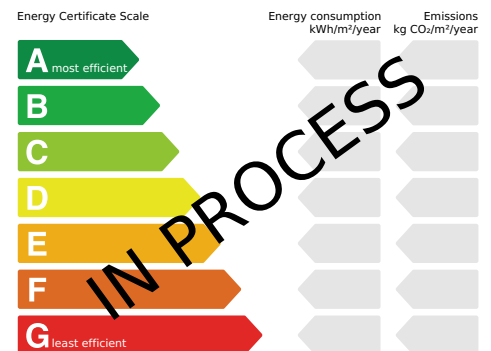 Energy Certificate Scale
Energy consumption
kWh/m²/year
Emissions
kg CO₂/m²/year
A most efficient
B
C
D
E
F
G least efficient
IN PROCESS